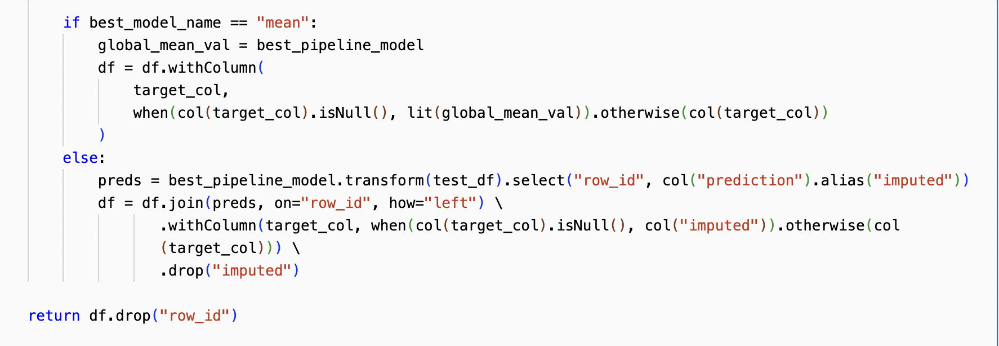 if best_model_name == "mean":
global_mean_val = best_pipeline_model
df = df.withColumn(
target_col,
when(col(target_col).isNull(), lit(global_mean_val)).otherwise(col(target_col))
)
else:
preds = best_pipeline_model.transform(test_df).select("row_id", col("prediction").alias("imputed"))
df = df.join(preds, on="row_id", how="left") \
.withColumn(target_col, when(col(target_col).isNull(), col("imputed")).otherwise(col
(target_col))) \
.drop("imputed")
return df.drop("row_id")